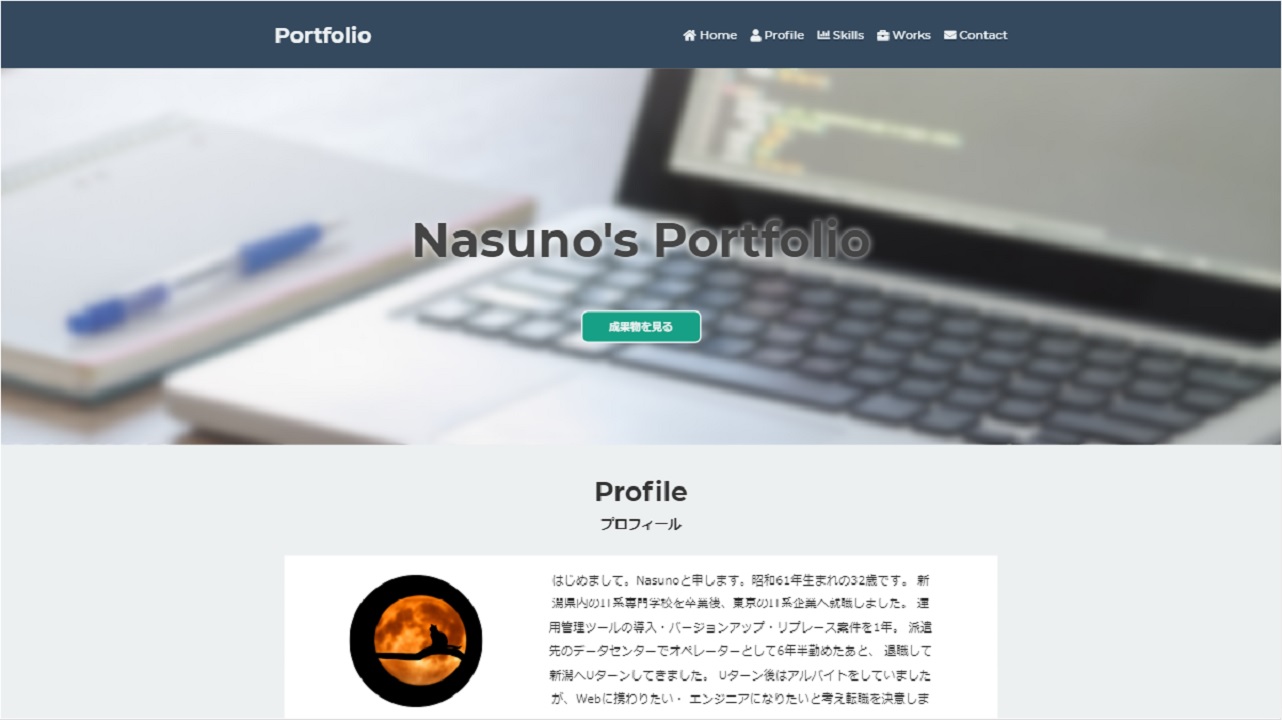 Portfolio
Home Profile Skills Works Contact
Nasuno's Portfolio
成果物を見る
Profile
プロフィール
はじめまして。Nasunoと申します。昭和61年生まれの32歳です。 新
潟県内のIT系専門学校を卒業後、東京のIT系企業へ就職しました。 運
用管理ツールの導入・バージョンアップ・リプレース案件を1年。 派遣
先のデータセンターでオペレーターとして6年半勤めたあと、 退職して
新潟へUターンしてきました。 Uターン後はアルバイトをしていました
が、Webに携わりたい・ エンジニアになりたいと考え転職を決意しま